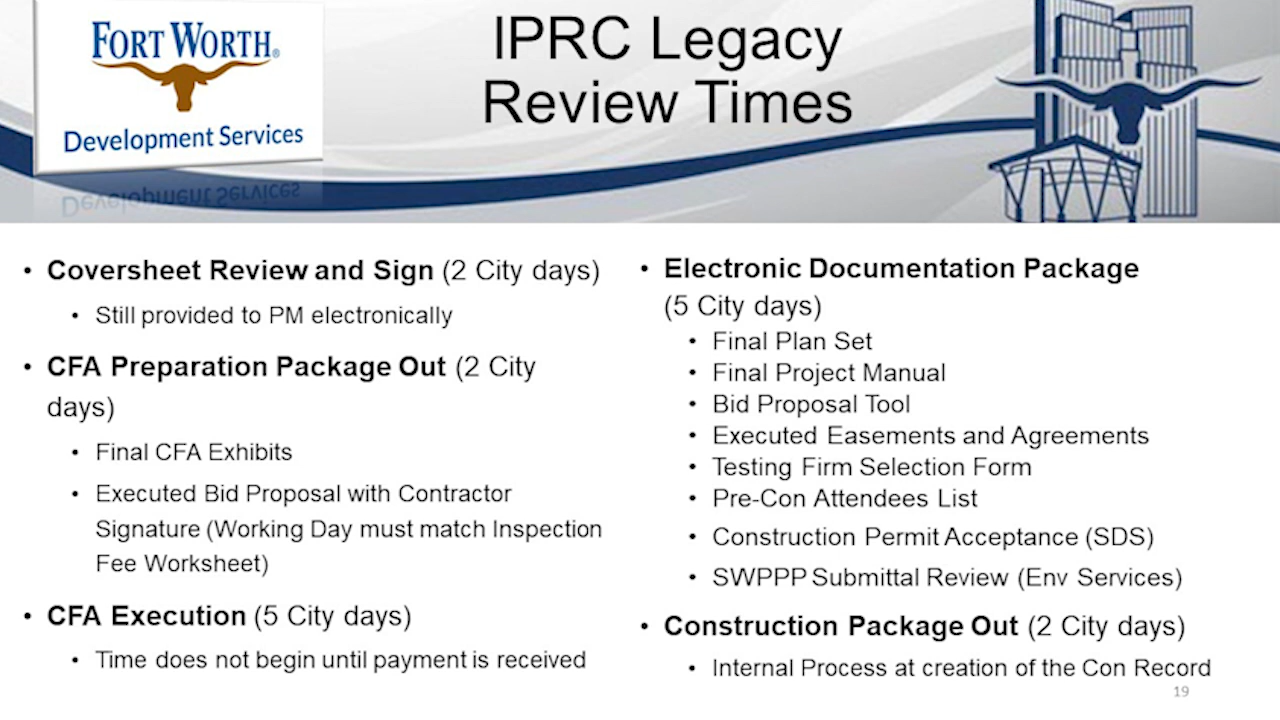 FORT WORTH®
Development Services
IPRC Legacy
Review Times
• Coversheet Review and Sign (2 City days)
• Still provided to PM electronically
• CFA Preparation Package Out (2 City
days)
• Final CFA Exhibits
• Executed Bid Proposal with Contractor
Signature (Working Day must match Inspection
Fee Worksheet)
• CFA Execution (5 City days)
• Time does not begin until payment is received
• Electronic Documentation Package
(5 City days)
• Final Plan Set
• Final Project Manual
• Bid Proposal Tool
• Executed Easements and Agreements
• Testing Firm Selection Form
• Pre-Con Attendees List
• Construction Permit Acceptance (SDS)
• SWPPP Submittal Review (Env Services)
• Construction Package Out (2 City days)
• Internal Process at creation of the Con Record
19